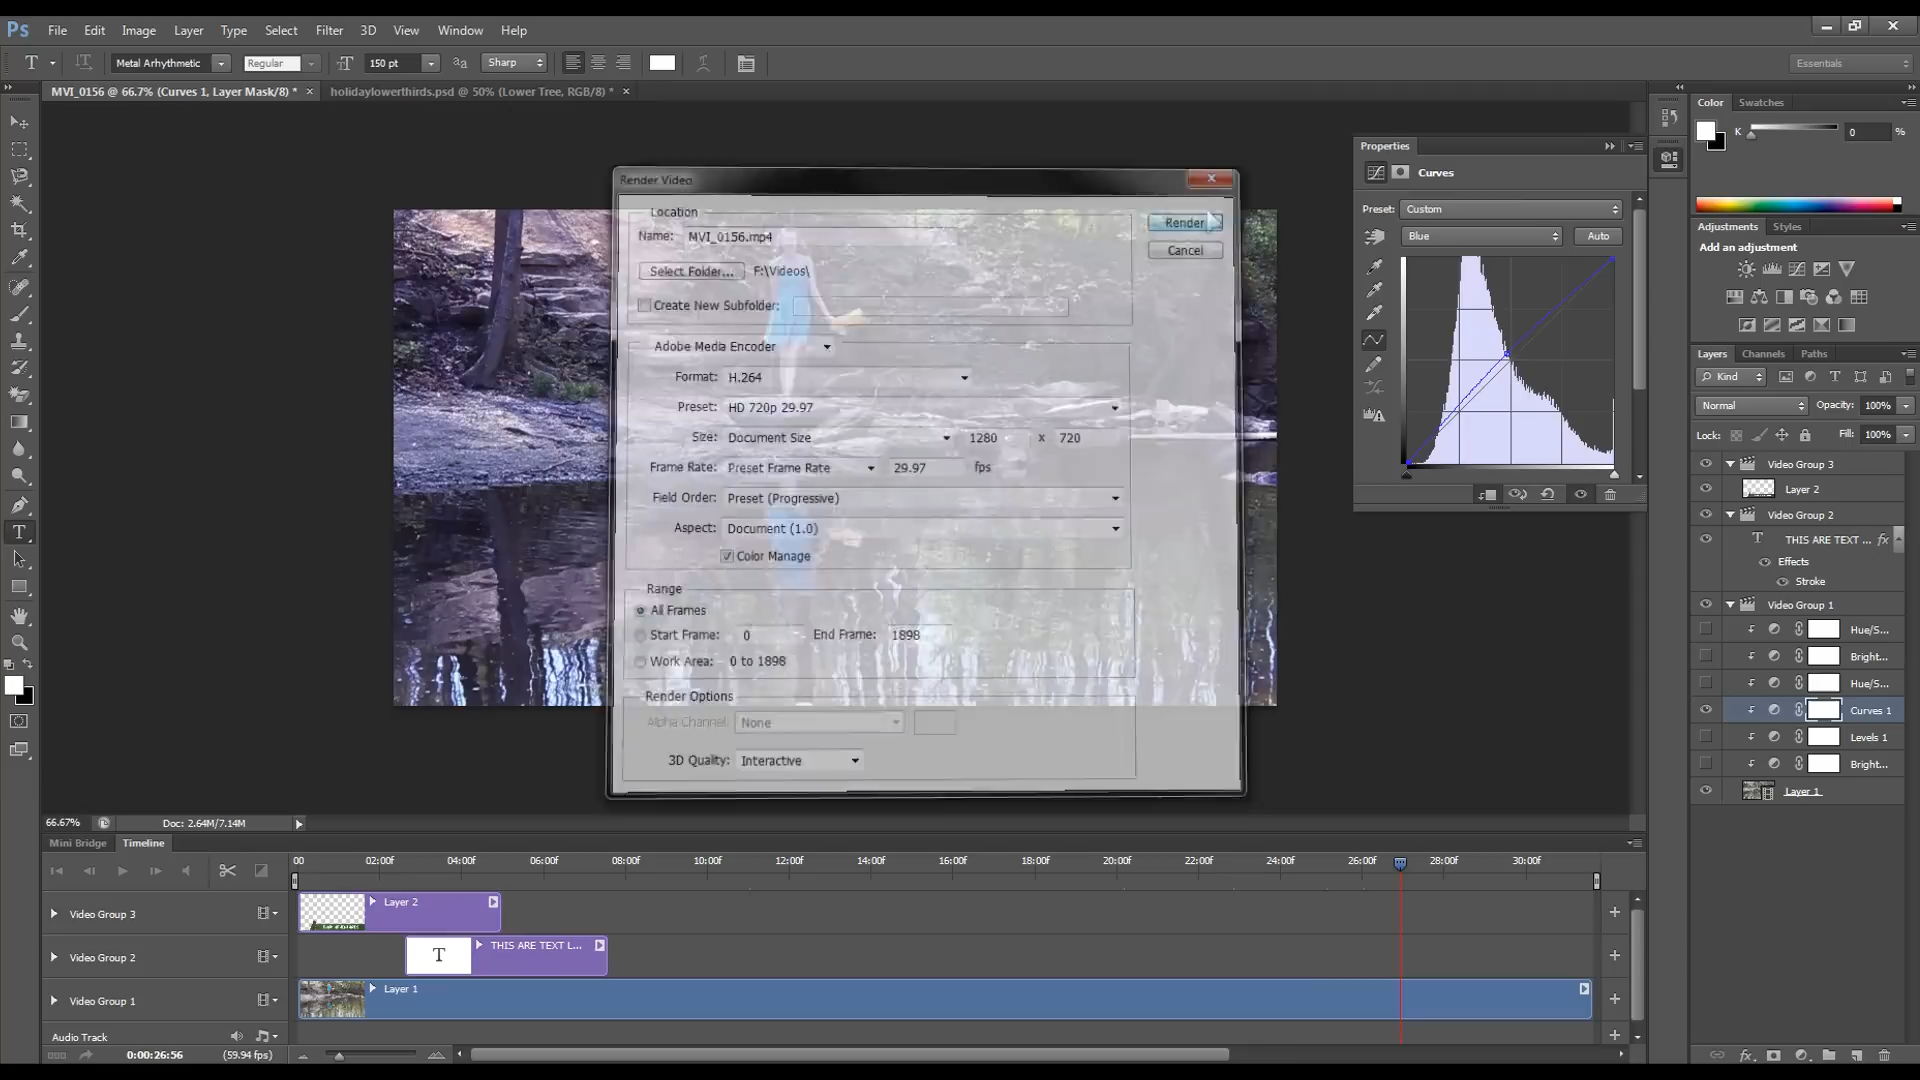 Ps File Edit Image Layer Type Select Filter 3D View Window Help
T Metal Arhythmetic Regular 150 pt Sharp Essentials
MVI_0156 @ 66.7% (Curves 1, Layer Mask/8) * × holidaylowerthirds.psd @ 50% (Lower Tree, RGB/8) * ×
Color Swatches
K 0 %
Adjustments Styles
Add an adjustment
Properties
Curves
Preset: Custom
Blue Auto
Render Video
Location
Name: MVI_0156.mp4
Render
Select Folder... F:\Videos\
Cancel
Create New Subfolder:
Adobe Media Encoder
Format: H.264
Preset: HD 720p 29.97
Size: Document Size 1280 x 720
Frame Rate: Preset Frame Rate 29.97 fps
Field Order: Preset (Progressive)
Aspect: Document (1.0)
Color Manage
Range
All Frames
Start Frame: 0 End Frame: 1898
Work Area: 0 to 1898
Render Options
Alpha Channel: None
3D Quality: Interactive
Layers Channels Paths
Kind
Normal Opacity: 100%
Lock: Fill: 100%
Video Group 3
Layer 2
Video Group 2
T THIS ARE TEXT ... fx
Effects
Stroke
Video Group 1
Hue/S...
Bright...
Hue/S...
Curves 1
Levels 1
Bright...
Layer 1
66.67% Doc: 2.64M/7.14M
Mini Bridge Timeline
00 02:00f 04:00f 06:00f 08:00f 10:00f 12:00f 14:00f 16:00f 18:00f 20:00f 22:00f 24:00f 26:00f 28:00f 30:00f
Video Group 3 Layer 2
Video Group 2 T THIS ARE TEXT L...
Video Group 1 Layer 1
Audio Track
0:00:26:56 (59.94 fps)
fx